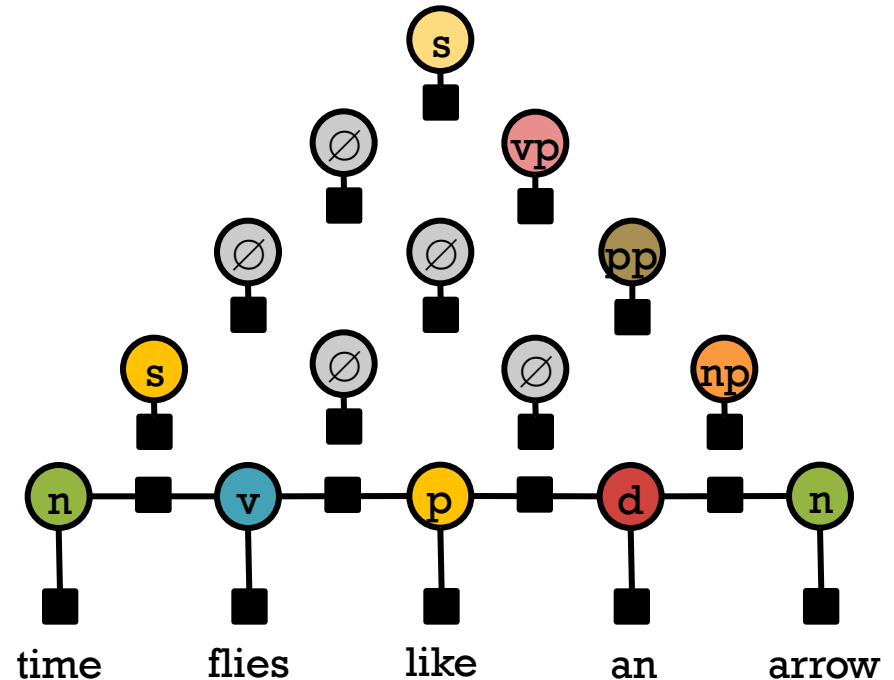 s
∅ vp
∅ ∅ pp
s ∅ ∅ np
n v p d n
time flies like an arrow